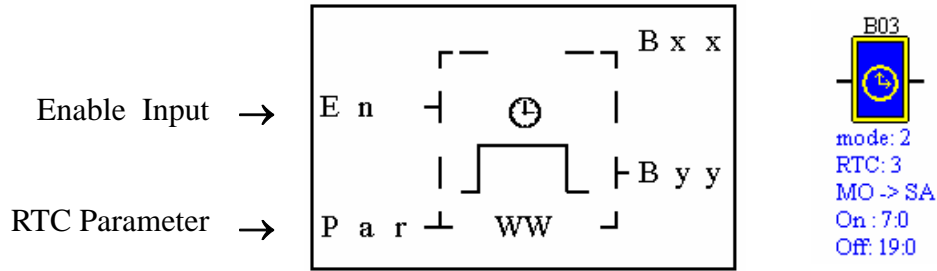 B x x
Enable Input →
E n
B y y
RTC Parameter →
P a r
WW
B03
mode: 2
RTC: 3
MO -> SA
On : 7:0
Off: 19:0